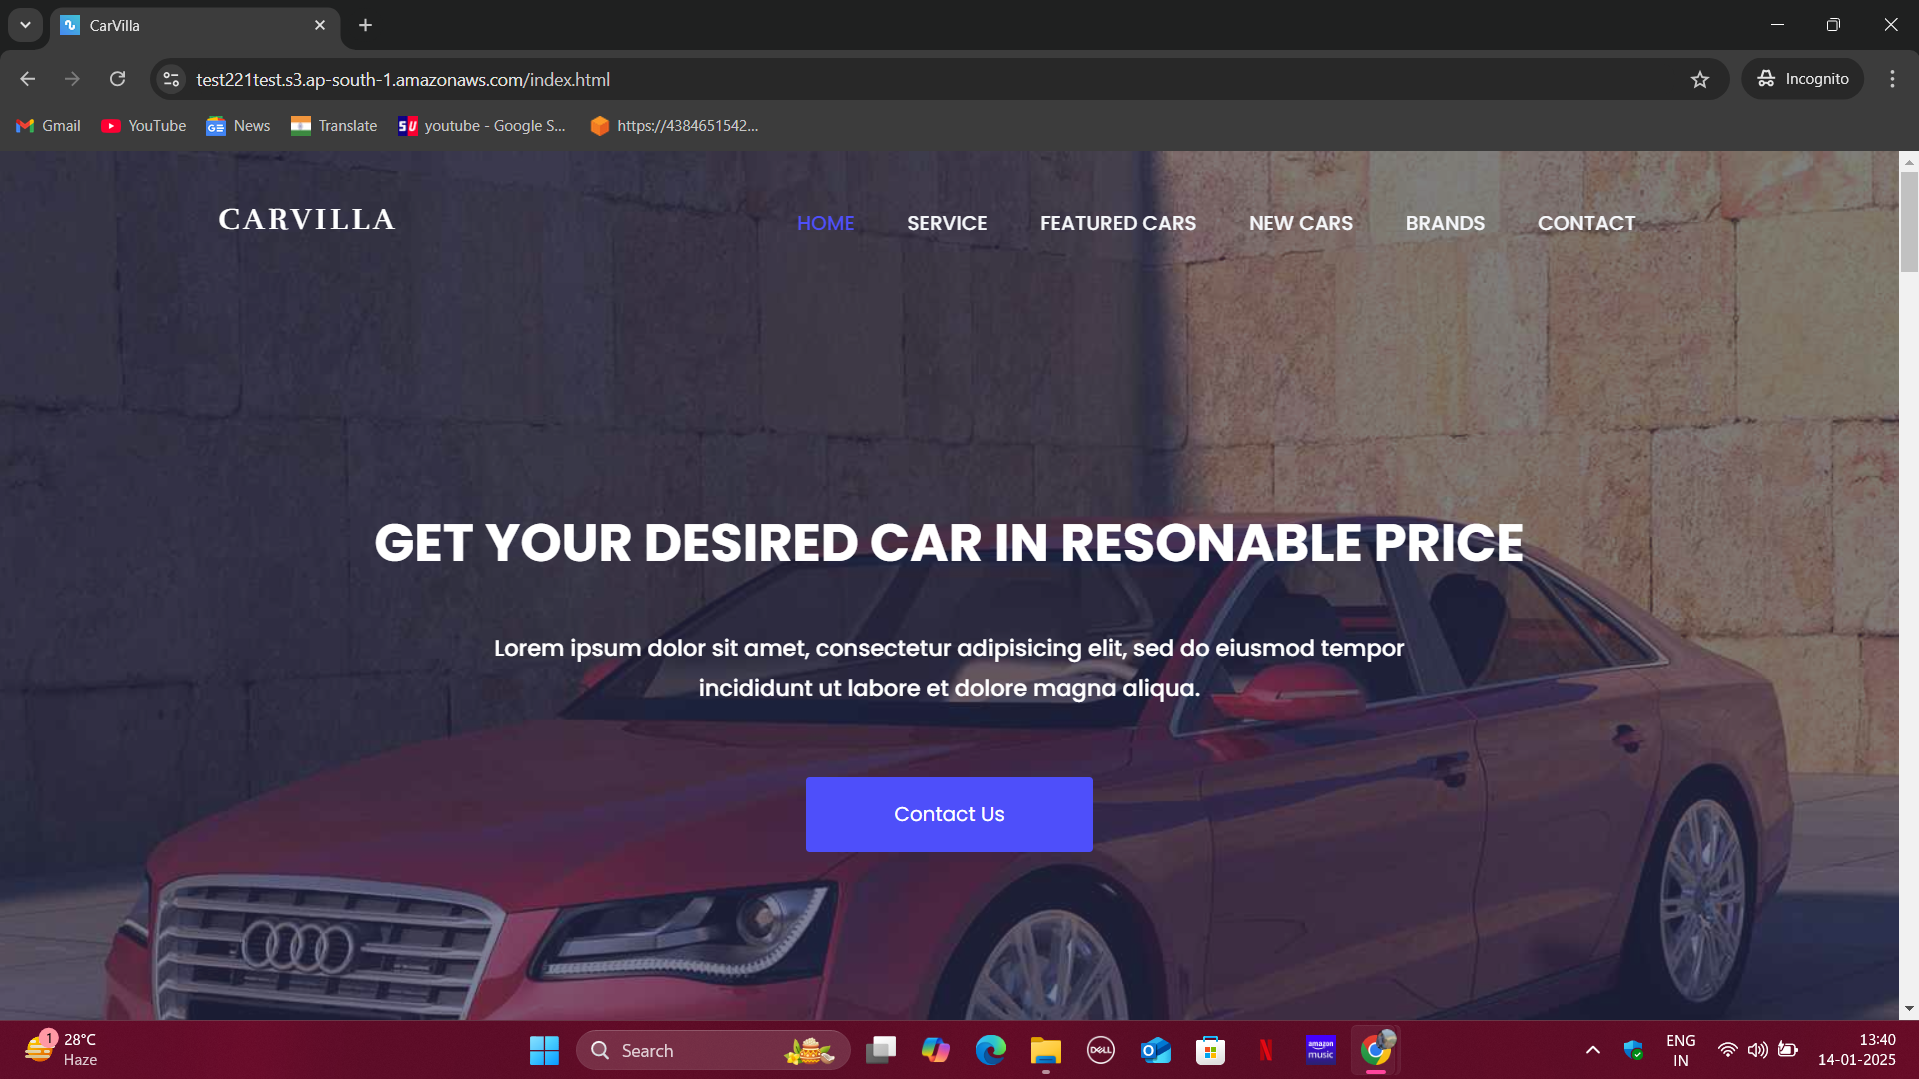 CarVilla
test221test.s3.ap-south-1.amazonaws.com/index.html
Incognito
Gmail
YouTube
News
Translate
youtube - Google S...
https://4384651542...
CARVILLA
HOME
SERVICE
FEATURED CARS
NEW CARS
BRANDS
CONTACT
GET YOUR DESIRED CAR IN RESONABLE PRICE
Lorem ipsum dolor sit amet, consectetur adipisicing elit, sed do eiusmod tempor
incididunt ut labore et dolore magna aliqua.
Contact Us
1
28°C
Haze
Search
DELL
amazon
music
ENG
IN
13:40
14-01-2025